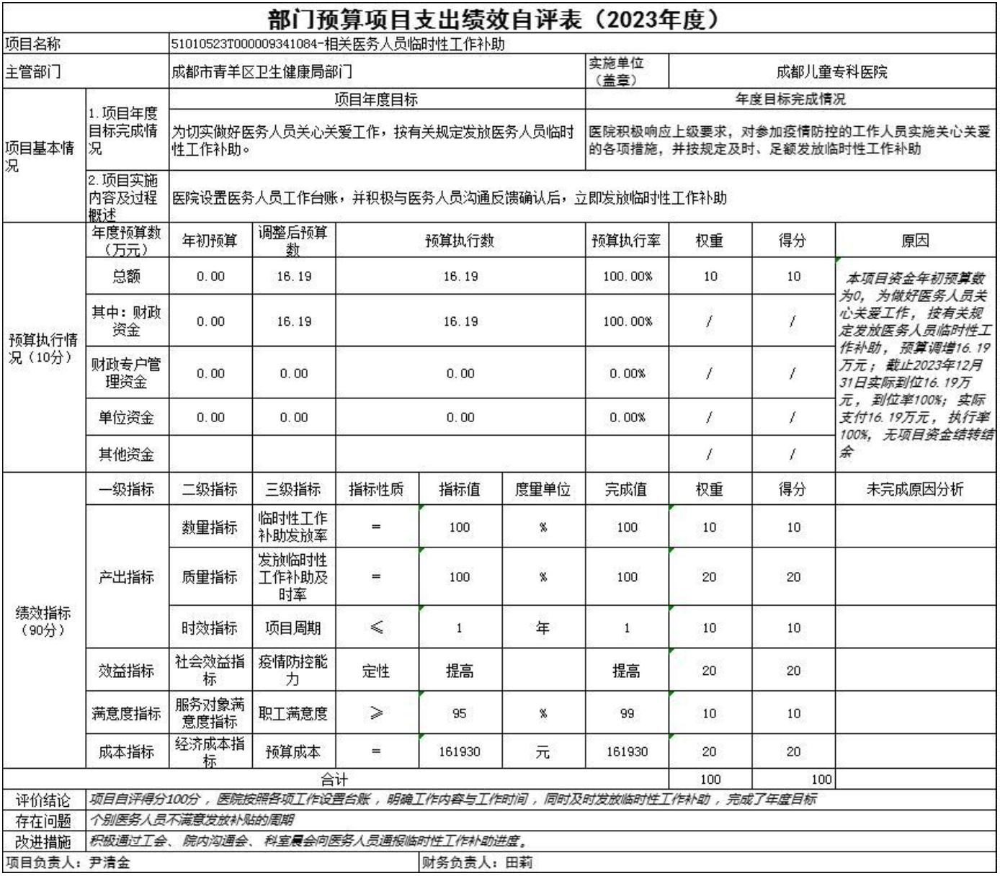 部门预算项目支出绩效自评表（2023年度）
项目名称
51010523T000009341084-相关医务人员临时性工作补助
主管部门
成都市青羊区卫生健康局部门
实施单位
（盖章）
成都儿童专科医院
项目基本情
况
1.项目年度
目标完成情
况
项目年度目标
年度目标完成情况
为切实做好医务人员关心关爱工作，按有关规定发放医务人员临时
性工作补助。
医院积极响应上级要求，对参加疫情防控的工作人员实施关心关爱
的各项措施，并按规定及时、足额发放临时性工作补助
2.项目实施
内容及过程
概述
医院设置医务人员工作台账，并积极与医务人员沟通反馈确认后，立即发放临时性工作补助
预算执行情
况（10分）
年度预算数
（万元）
年初预算
调整后预算
数
预算执行数
预算执行率
权重
得分
原因
总额
0.00
16.19
16.19
100.00%
10
10
其中：财政
资金
0.00
16.19
16.19
100.00%
/
/
财政专户管
理资金
0.00
0.00
0.00
0.00%
/
/
单位资金
0.00
0.00
0.00
0.00%
/
/
其他资金
/
/
本项目资金年初预算数
为0，为做好医务人员关
心关爱工作，按有关规
定发放医务人员临时性工
作补助，预算调增16.19
万元；截止2023年12月
31日实际到位16.19万
元，到位率100%；实际
支付16.19万元，执行率
100%，无项目资金结转结
余
绩效指标
（90分）
一级指标
二级指标
三级指标
指标性质
指标值
度量单位
完成值
权重
得分
未完成原因分析
产出指标
数量指标
临时性工作
补助发放率
=
100
%
100
10
10
质量指标
发放临时性
工作补助及
时率
=
100
%
100
20
20
时效指标
项目周期
≤
1
年
1
10
10
效益指标
社会效益指
标
疫情防控能
力
定性
提高
提高
20
20
满意度指标
服务对象满
意度指标
职工满意度
≥
95
%
99
10
10
成本指标
经济成本指
标
预算成本
=
161930
元
161930
20
20
合计
100
100
评价结论
项目自评得分100分，医院按照各项工作设置台账，明确工作内容与工作时间，同时及时发放临时性工作补助，完成了年度目标
存在问题
个别医务人员不满意发放补贴的周期
改进措施
积极通过工会、院内沟通会、科室晨会向医务人员通报临时性工作补助进度。
项目负责人：尹清金
财务负责人：田莉